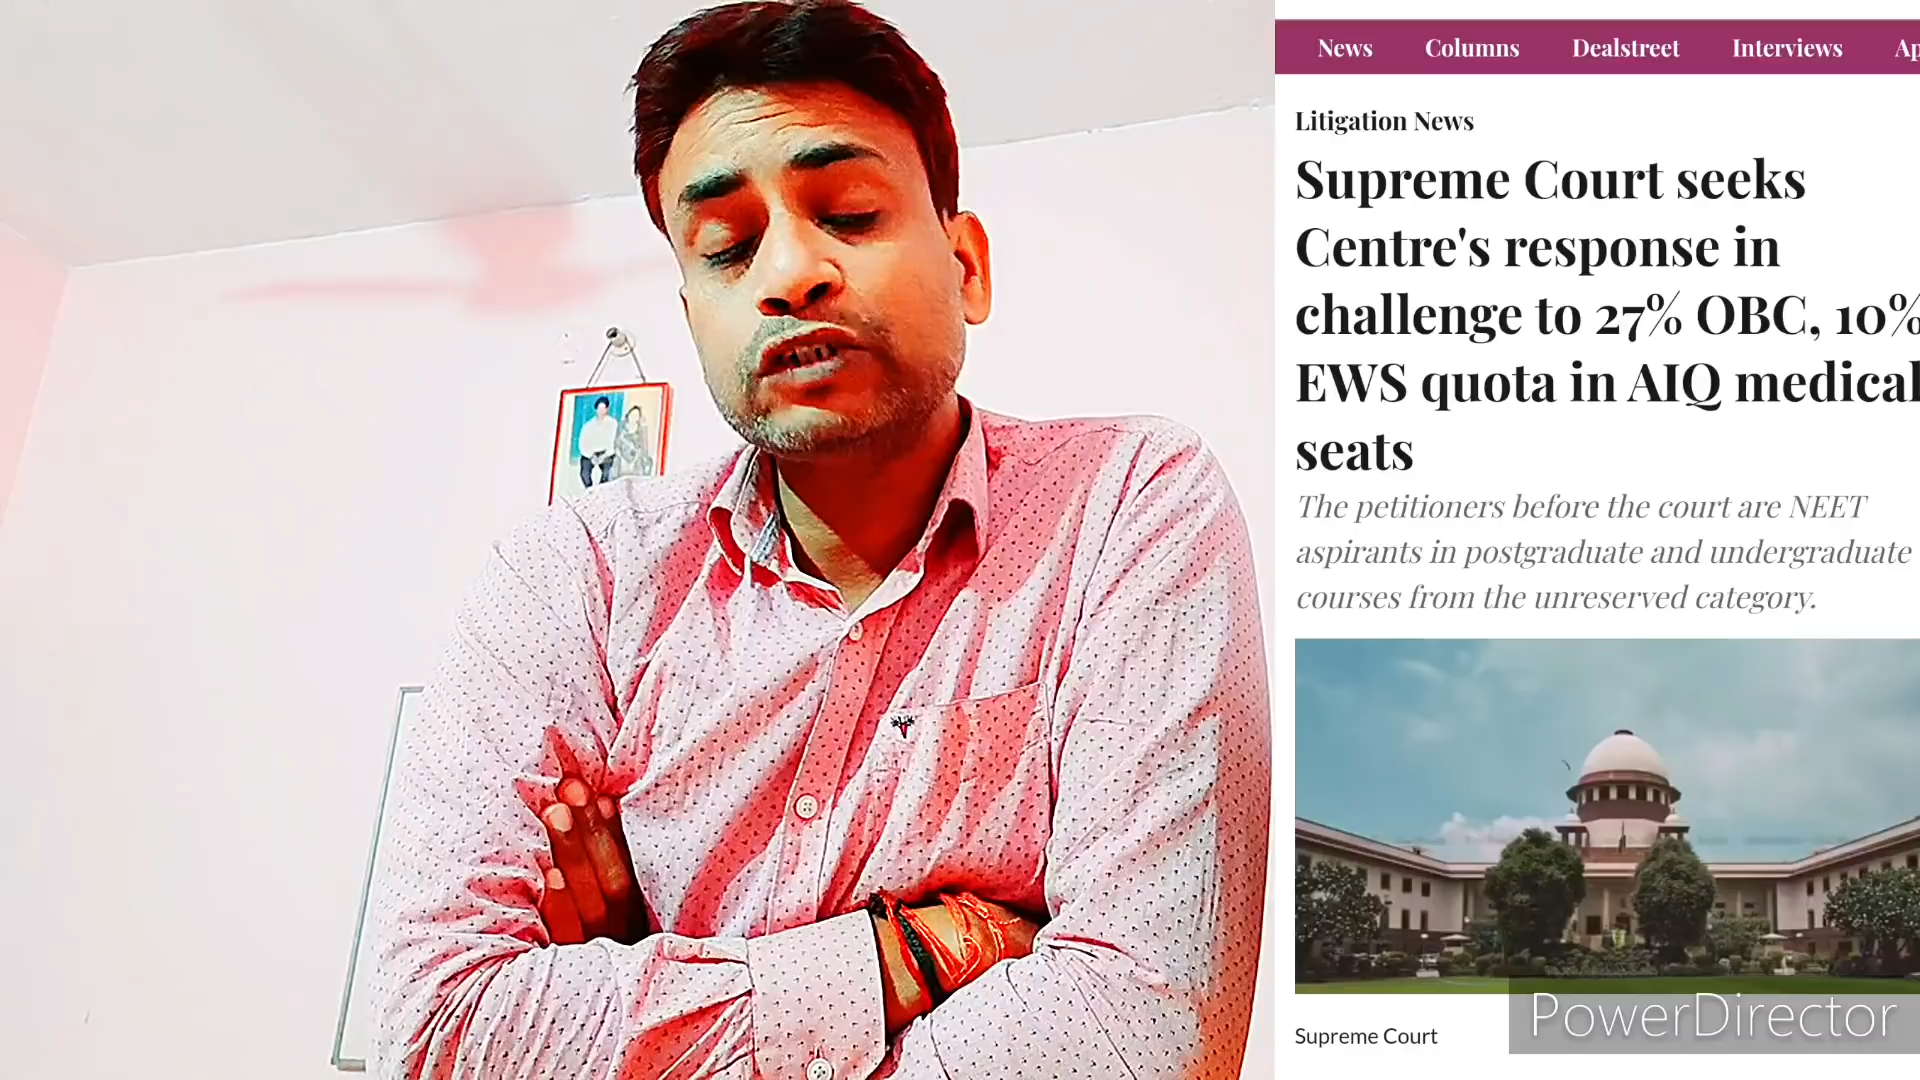 News Columns Dealstreet Interviews
Litigation News
Supreme Court seeks
Centre's response in
challenge to 27% OBC, 10%
EWS quota in AIQ medical
seats
The petitioners before the court are NEET
aspirants in postgraduate and undergraduate
courses from the unreserved category.
Supreme Court
PowerDirector